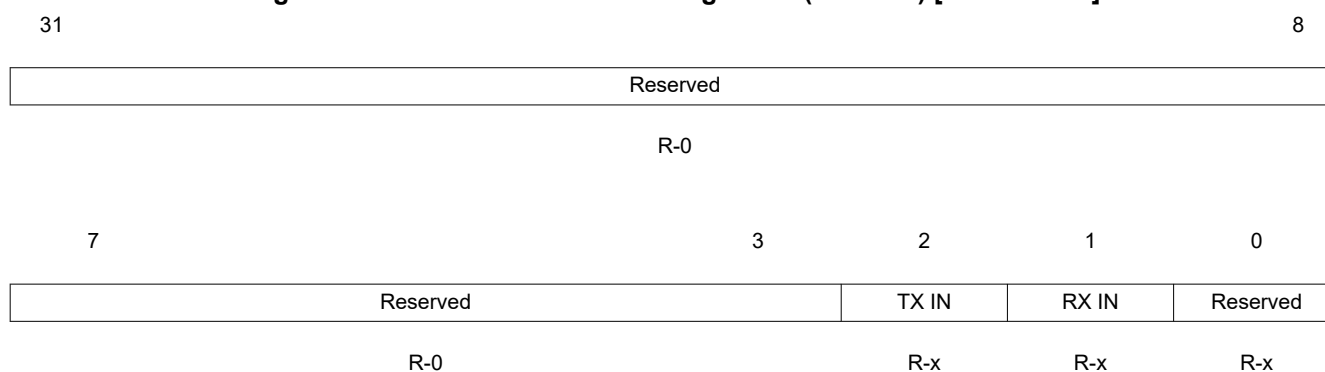 31 8
Reserved
R-0
7 3 2 1 0
Reserved TX IN RX IN Reserved
R-0 R-x R-x R-x